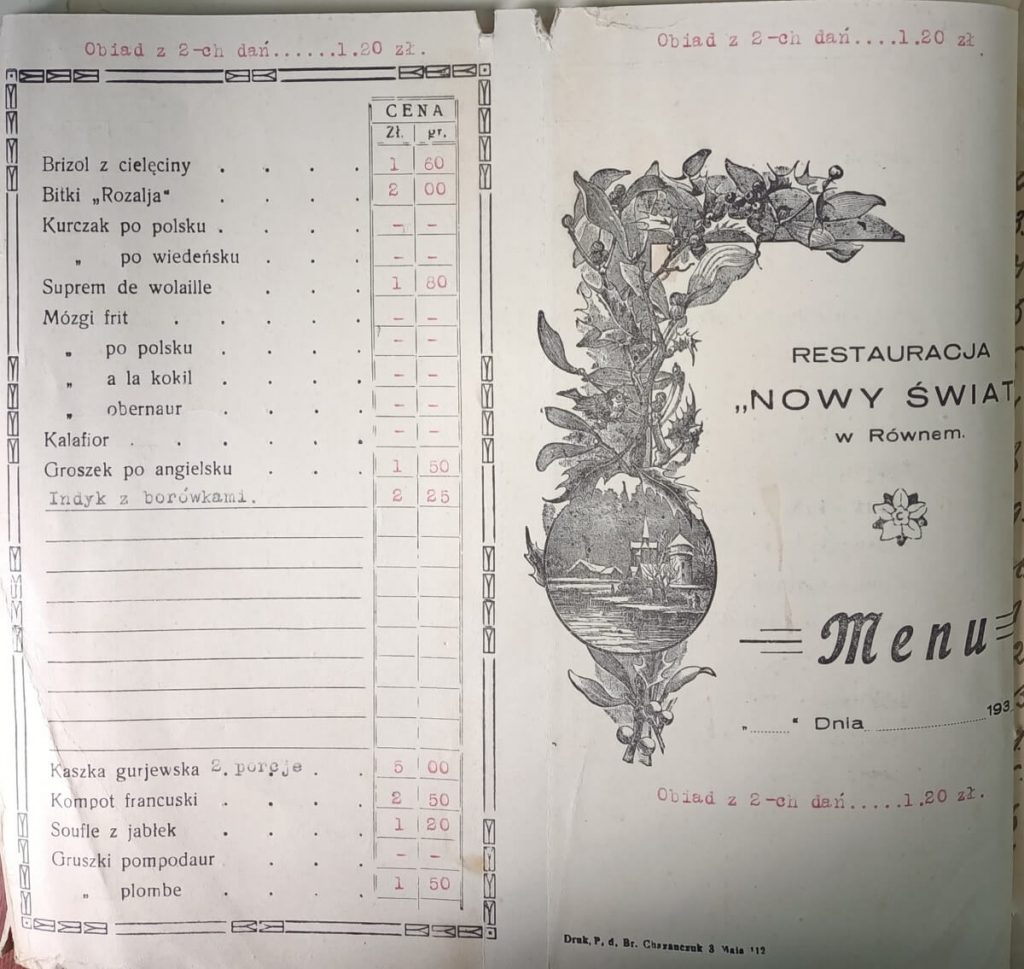 Obiad z 2-ch dań......1.20 zł.
CENA
Zł. gr.
Brizol z cielęciny . . . . 1 60
Bitki „Rozalja“ . . . . 2 00
Kurczak po polsku . . . . . - -
„ po wiedeńsku . . . - -
Suprem de wolaille . . . 1 80
Mózgi frit . . . . . - -
„ po polsku . . . . - -
„ a la kokil . . . . - -
„ obernaur . . . . - -
Kalafior . . . . . . - -
Groszek po angielsku . . . 1 50
Indyk z borówkami. 2 25
Kaszka gurjewska 2. porcje . . 5 00
Kompot francuski . . . . 2 50
Soufle z jabłek . . . . 1 20
Gruszki pompodaur . . . - -
„ plombe . . . . 1 50
Obiad z 2-ch dań....1.20 zł.
RESTAURACJA
„NOWY ŚWIAT
w Równem.
Menu
„........“ Dnia........................193
Obiad z 2-ch dań.....1.20 zł.
Druk, P. d, Br. 3 Maja 112